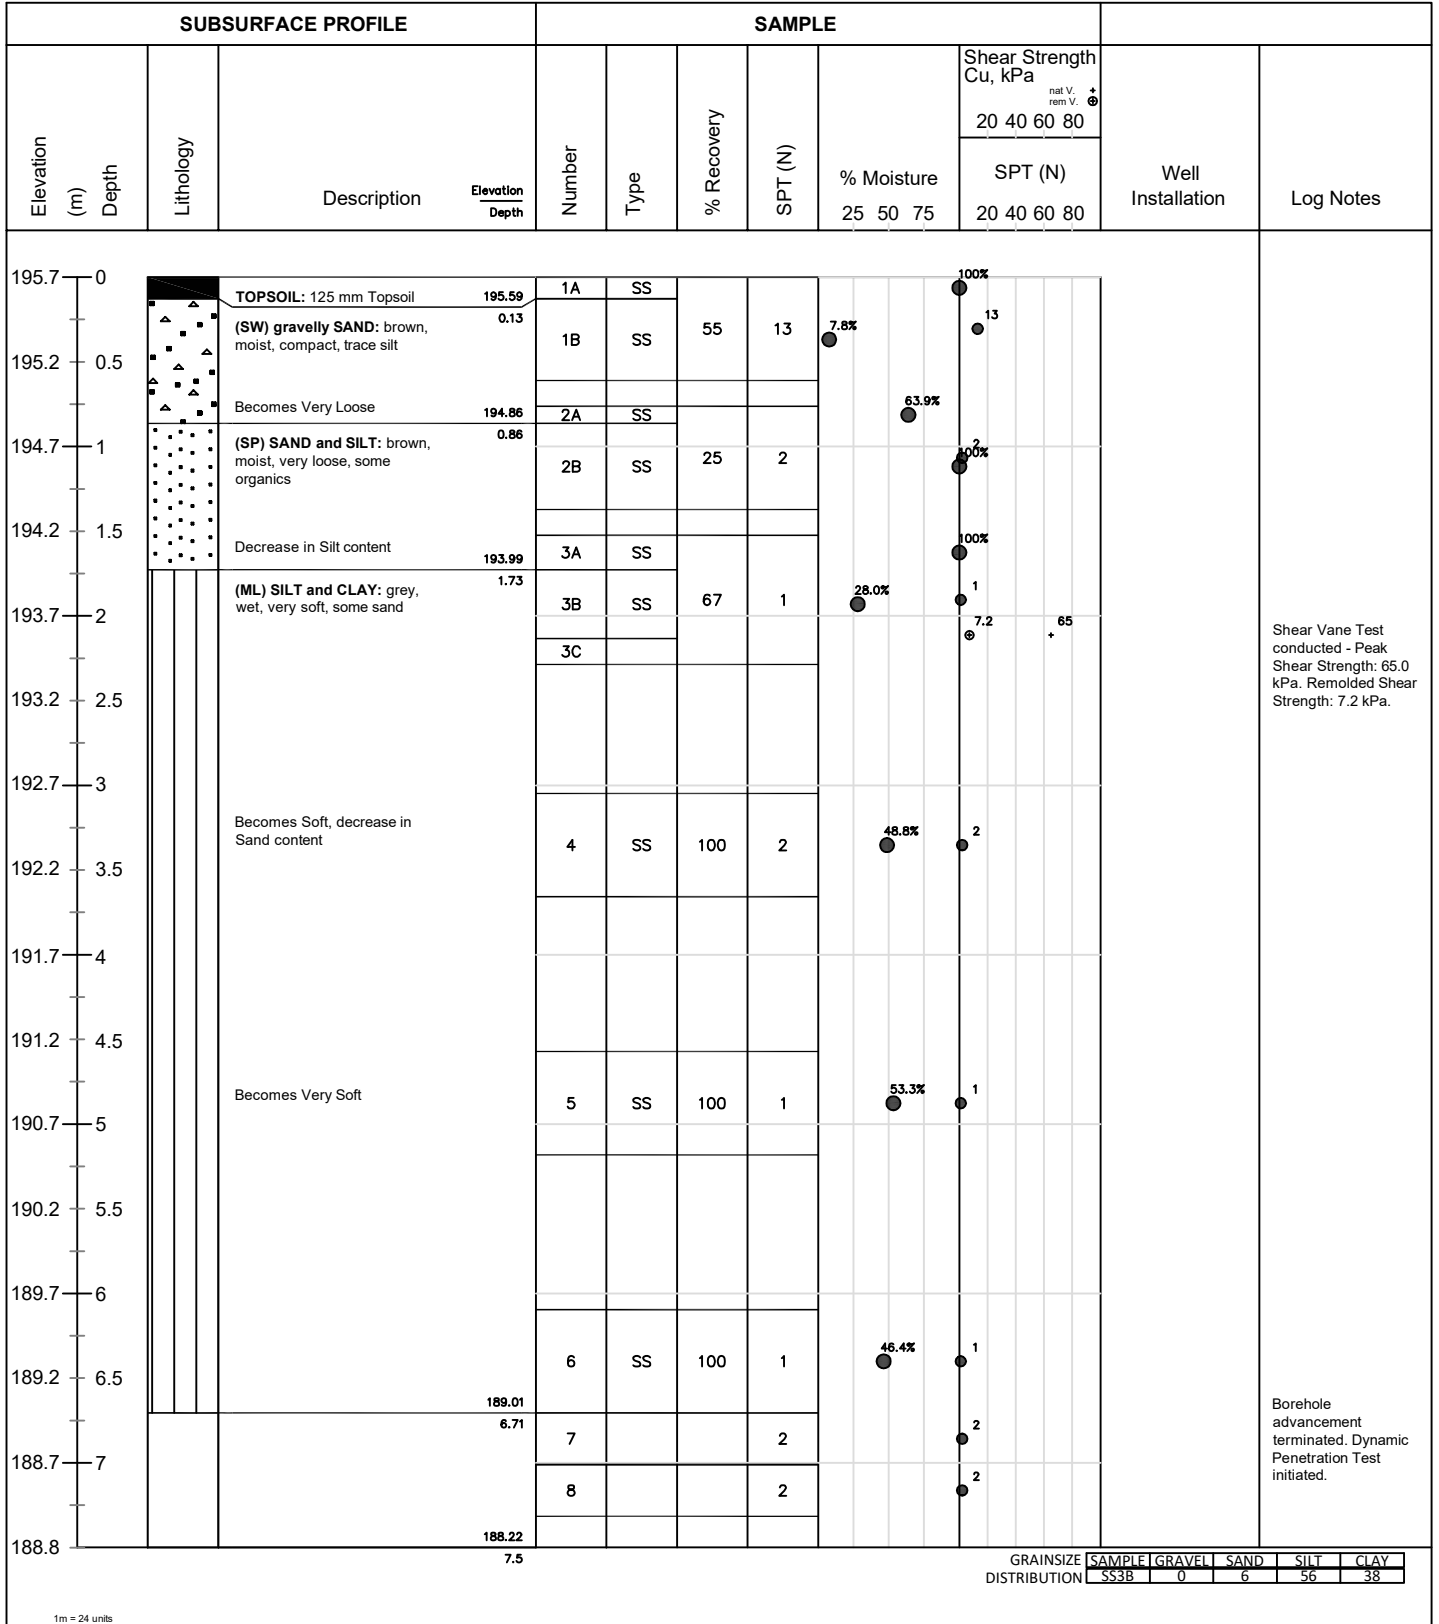 SUBSURFACE PROFILE
SAMPLE
Elevation
(m)
Depth
Lithology
Description
Elevation
Depth
Number
Type
% Recovery
SPT (N)
% Moisture
25 50 75
Shear Strength
Cu, kPa
nat V. +
rem V. ⊕
20 40 60 80
SPT (N)
20 40 60 80
Well
Installation
Log Notes
195.7 0
TOPSOIL: 125 mm Topsoil 195.59
0.13
1A SS
100%
(SW) gravelly SAND: brown,
moist, compact, trace silt
1B SS 55 13 7.8% 13
195.2 0.5
Becomes Very Loose 194.86
0.86
2A SS 63.9%
194.7 1
(SP) SAND and SILT: brown,
moist, very loose, some
organics
2B SS 25 2 2
100%
194.2 1.5
Decrease in Silt content 193.99
1.73
3A SS 100%
(ML) SILT and CLAY: grey,
wet, very soft, some sand
3B SS 67 1 28.0% 1
193.7 2
7.2 65
3C
Shear Vane Test
conducted - Peak
Shear Strength: 65.0
kPa. Remolded Shear
Strength: 7.2 kPa.
193.2 2.5
192.7 3
Becomes Soft, decrease in
Sand content
4 SS 100 2 48.8% 2
192.2 3.5
191.7 4
191.2 4.5
Becomes Very Soft
5 SS 100 1 53.3% 1
190.7 5
190.2 5.5
189.7 6
6 SS 100 1 46.4% 1
189.2 6.5
189.01
6.71
7 2 2
Borehole
advancement
terminated. Dynamic
Penetration Test
initiated.
188.7 7
8 2 2
188.22
188.8
7.5
GRAINSIZE
DISTRIBUTION
SAMPLE GRAVEL SAND SILT CLAY
SS3B 0 6 56 38
1m = 24 units